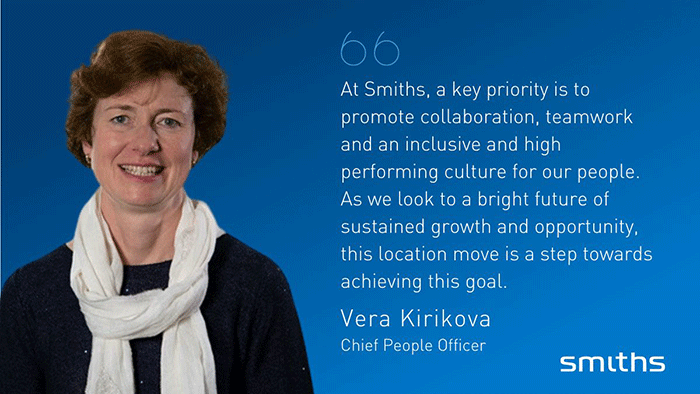 At Smiths, a key priority is to
promote collaboration, teamwork
and an inclusive and high
performing culture for our people.
As we look to a bright future of
sustained growth and opportunity,
this location move is a step towards
achieving this goal.
Vera Kirikova
Chief People Officer
smiths